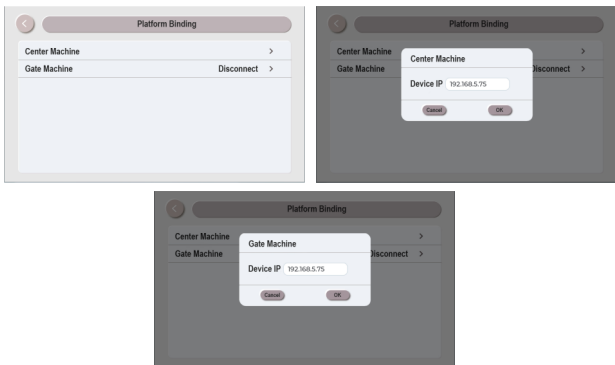 Platform Binding
Center Machine
Gate Machine Disconnect
Platform Binding
Center Machine
Gate Machine Disconnect
Center Machine
Device IP 192.168.5.75
Cancel OK
Platform Binding
Center Machine
Gate Machine Disconnect
Gate Machine
Device IP 192.168.5.75
Cancel OK